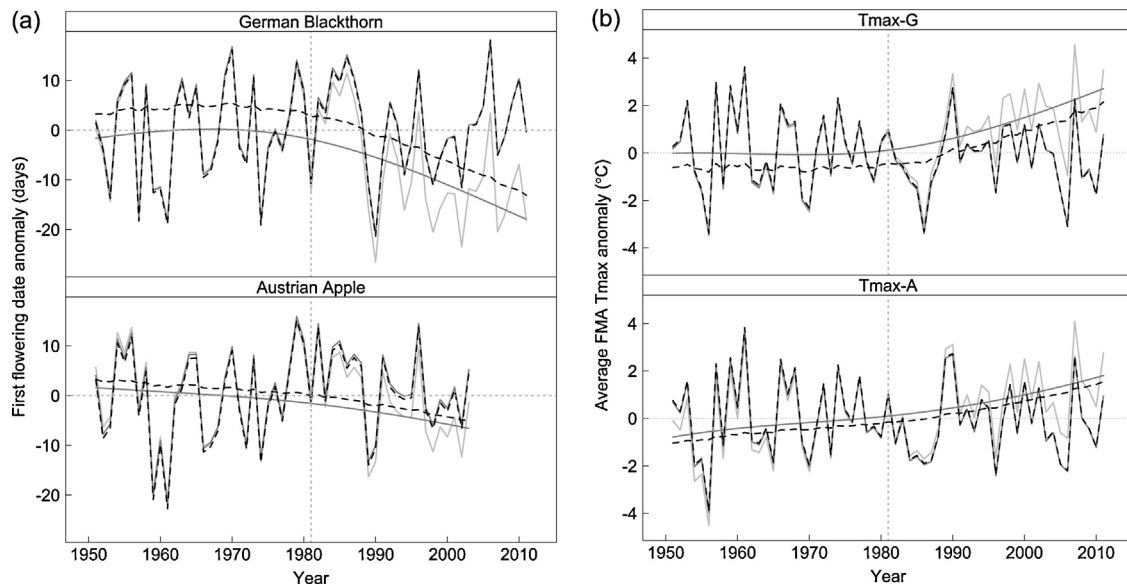 (a)
German Blackthorn
10
0
-10
-20
Austrian Apple
10
0
-10
-20
1950 1960 1970 1980 1990 2000 2010
Year
First flowering date anomaly (days)
(b)
Tmax-G
4
2
0
-2
-4
Tmax-A
4
2
0
-2
-4
1950 1960 1970 1980 1990 2000 2010
Year
Average FMA Tmax anomaly (°C)